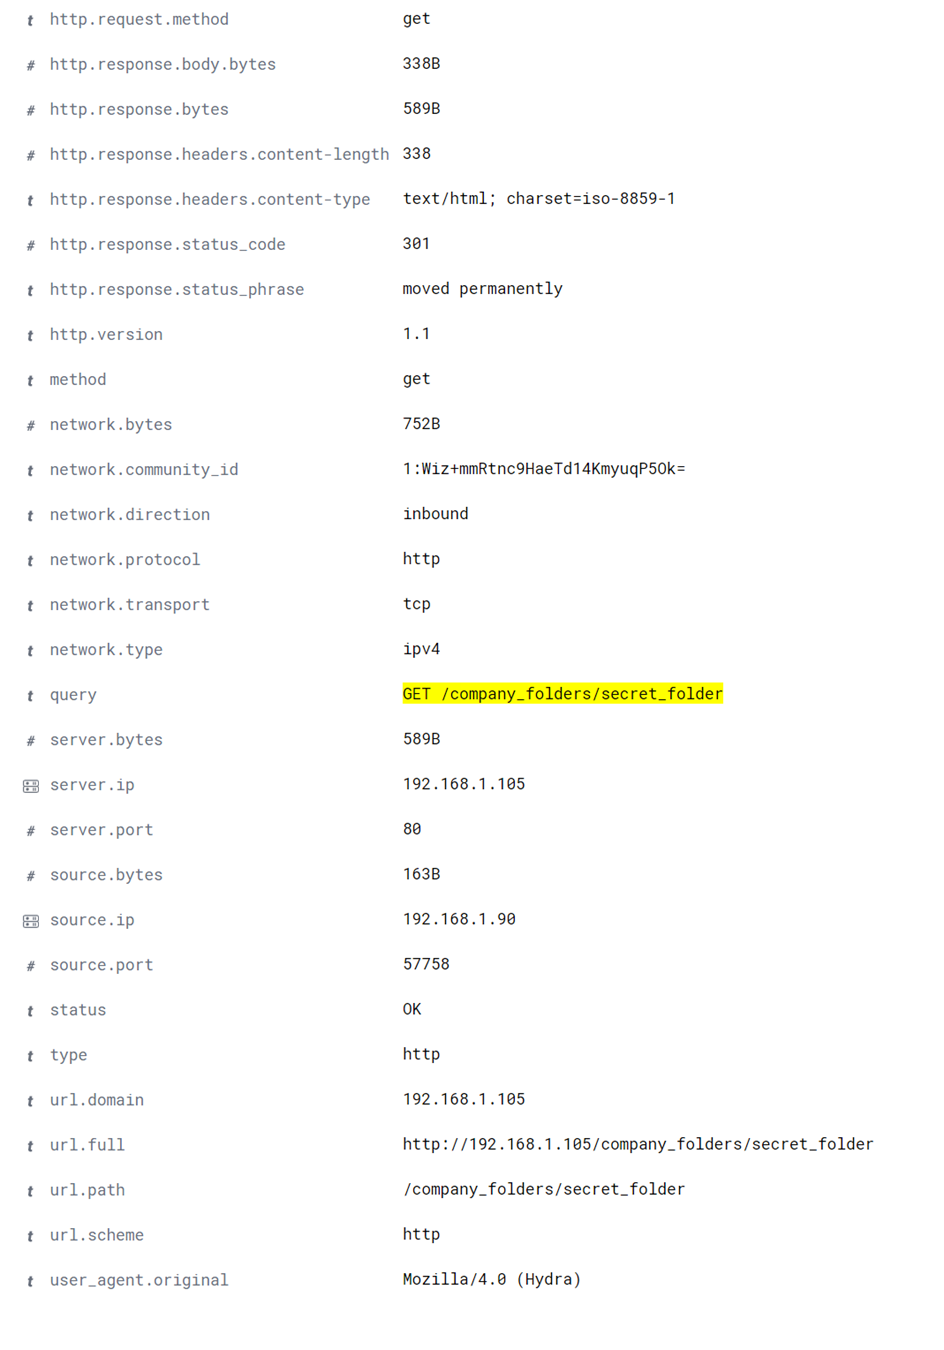 t http.request.method get
# http.response.body.bytes 338B
# http.response.bytes 589B
# http.response.headers.content-length 338
t http.response.headers.content-type text/html; charset=iso-8859-1
# http.response.status_code 301
t http.response.status_phrase moved permanently
t http.version 1.1
t method get
# network.bytes 752B
t network.community_id 1:Wiz+mmRtnc9HaeTd14KmyuqP5Ok=
t network.direction inbound
t network.protocol http
t network.transport tcp
t network.type ipv4
t query GET /company_folders/secret_folder
# server.bytes 589B
server.ip 192.168.1.105
# server.port 80
# source.bytes 163B
source.ip 192.168.1.90
# source.port 57758
t status OK
t type http
t url.domain 192.168.1.105
t url.full http://192.168.1.105/company_folders/secret_folder
t url.path /company_folders/secret_folder
t url.scheme http
t user_agent.original Mozilla/4.0 (Hydra)